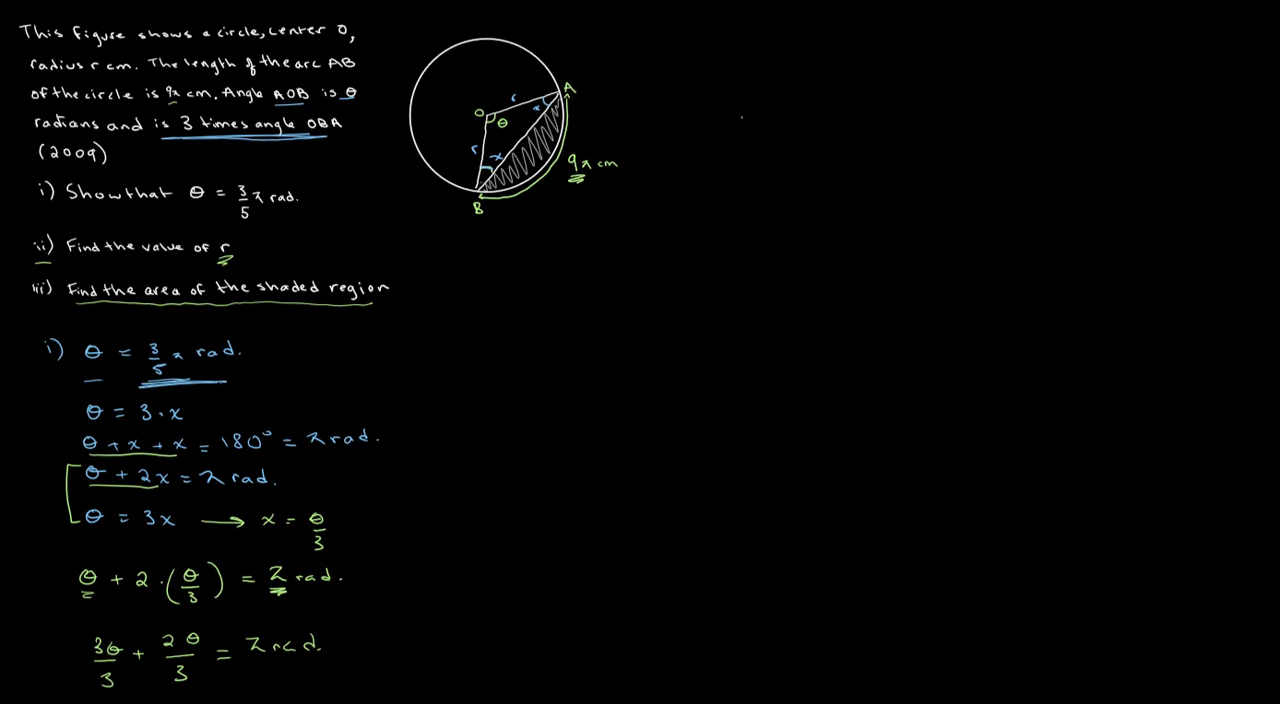 This figure shows a circle, center O,
radius r cm. The length of the arc AB
of the circle is 9π cm. Angle AOB is θ
radians and is 3 times angle OBA
(2009)
i) Show that θ = 3/5 π rad.
ii) Find the value of r
iii) Find the area of the shaded region
A
r
x
O
θ
r
x
9π cm
B
i) θ = 3/5 π rad.
θ = 3·x
θ + x + x = 180° = π rad.
θ + 2x = π rad.
θ = 3x → x = θ/3
θ + 2·(θ/3) = π rad.
3θ/3 + 2θ/3 = π rad.